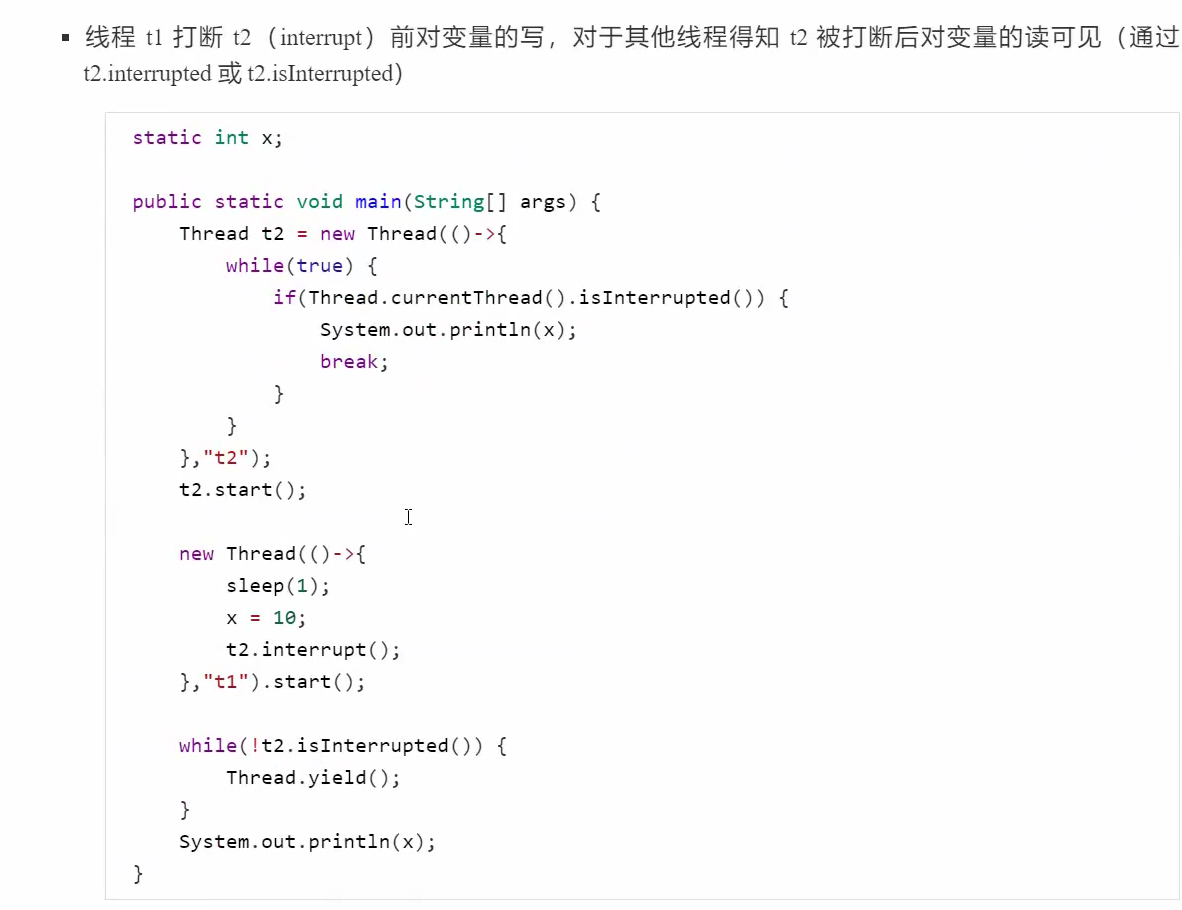 ▪ 线程 t1 打断 t2（interrupt）前对变量的写，对于其他线程得知 t2 被打断后对变量的读可见（通过
t2.interrupted 或 t2.isInterrupted）
static int x;
public static void main(String[] args) {
    Thread t2 = new Thread(()->{
        while(true) {
            if(Thread.currentThread().isInterrupted()) {
                System.out.println(x);
                break;
            }
        }
    },"t2");
    t2.start();
    new Thread(()->{
        sleep(1);
        x = 10;
        t2.interrupt();
    },"t1").start();
    while(!t2.isInterrupted()) {
        Thread.yield();
    }
    System.out.println(x);
}